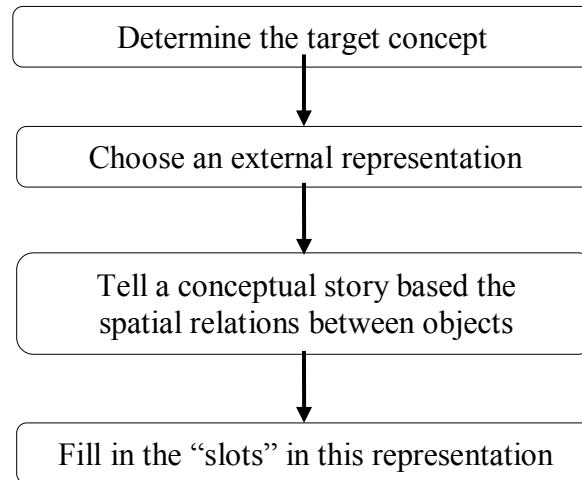 Determine the target concept
Choose an external representation
Tell a conceptual story based the
spatial relations between objects
Fill in the “slots” in this representation